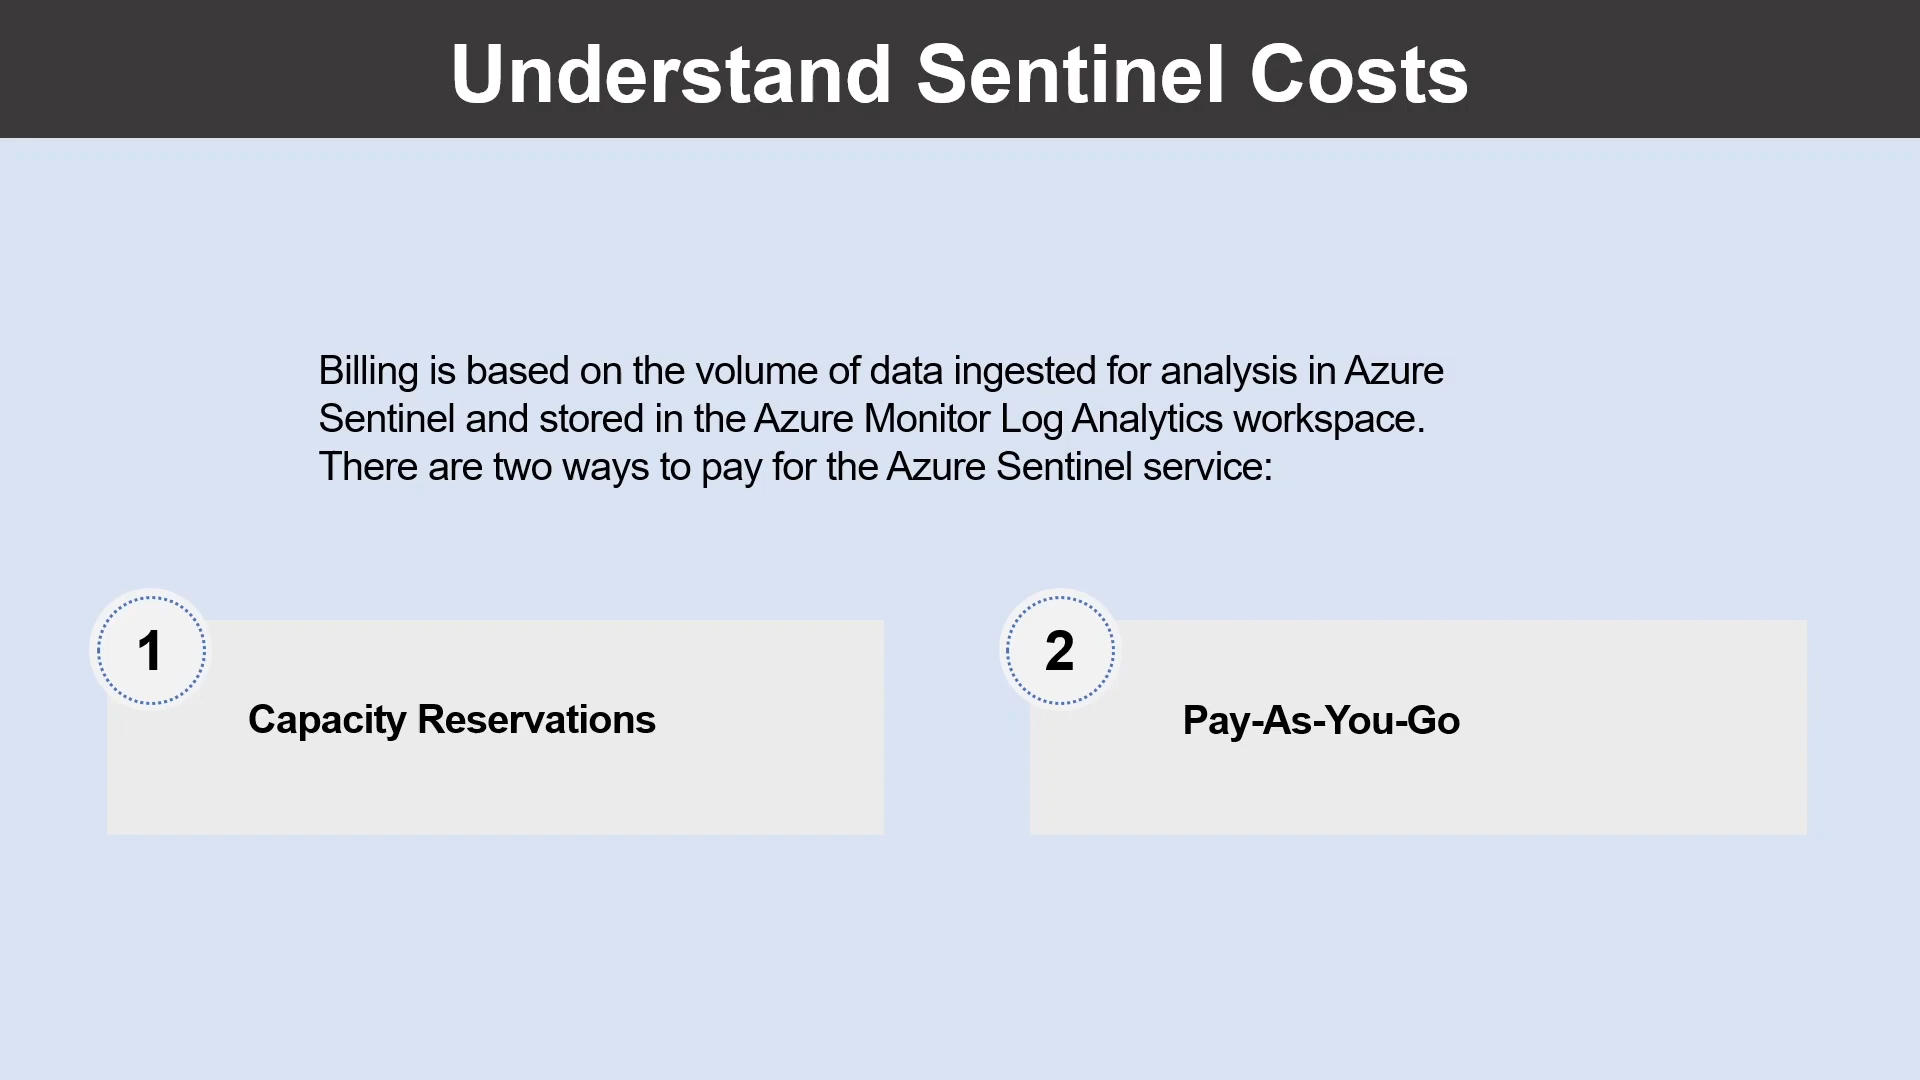 Understand Sentinel Costs
Billing is based on the volume of data ingested for analysis in Azure
Sentinel and stored in the Azure Monitor Log Analytics workspace.
There are two ways to pay for the Azure Sentinel service:
1
Capacity Reservations
2
Pay-As-You-Go